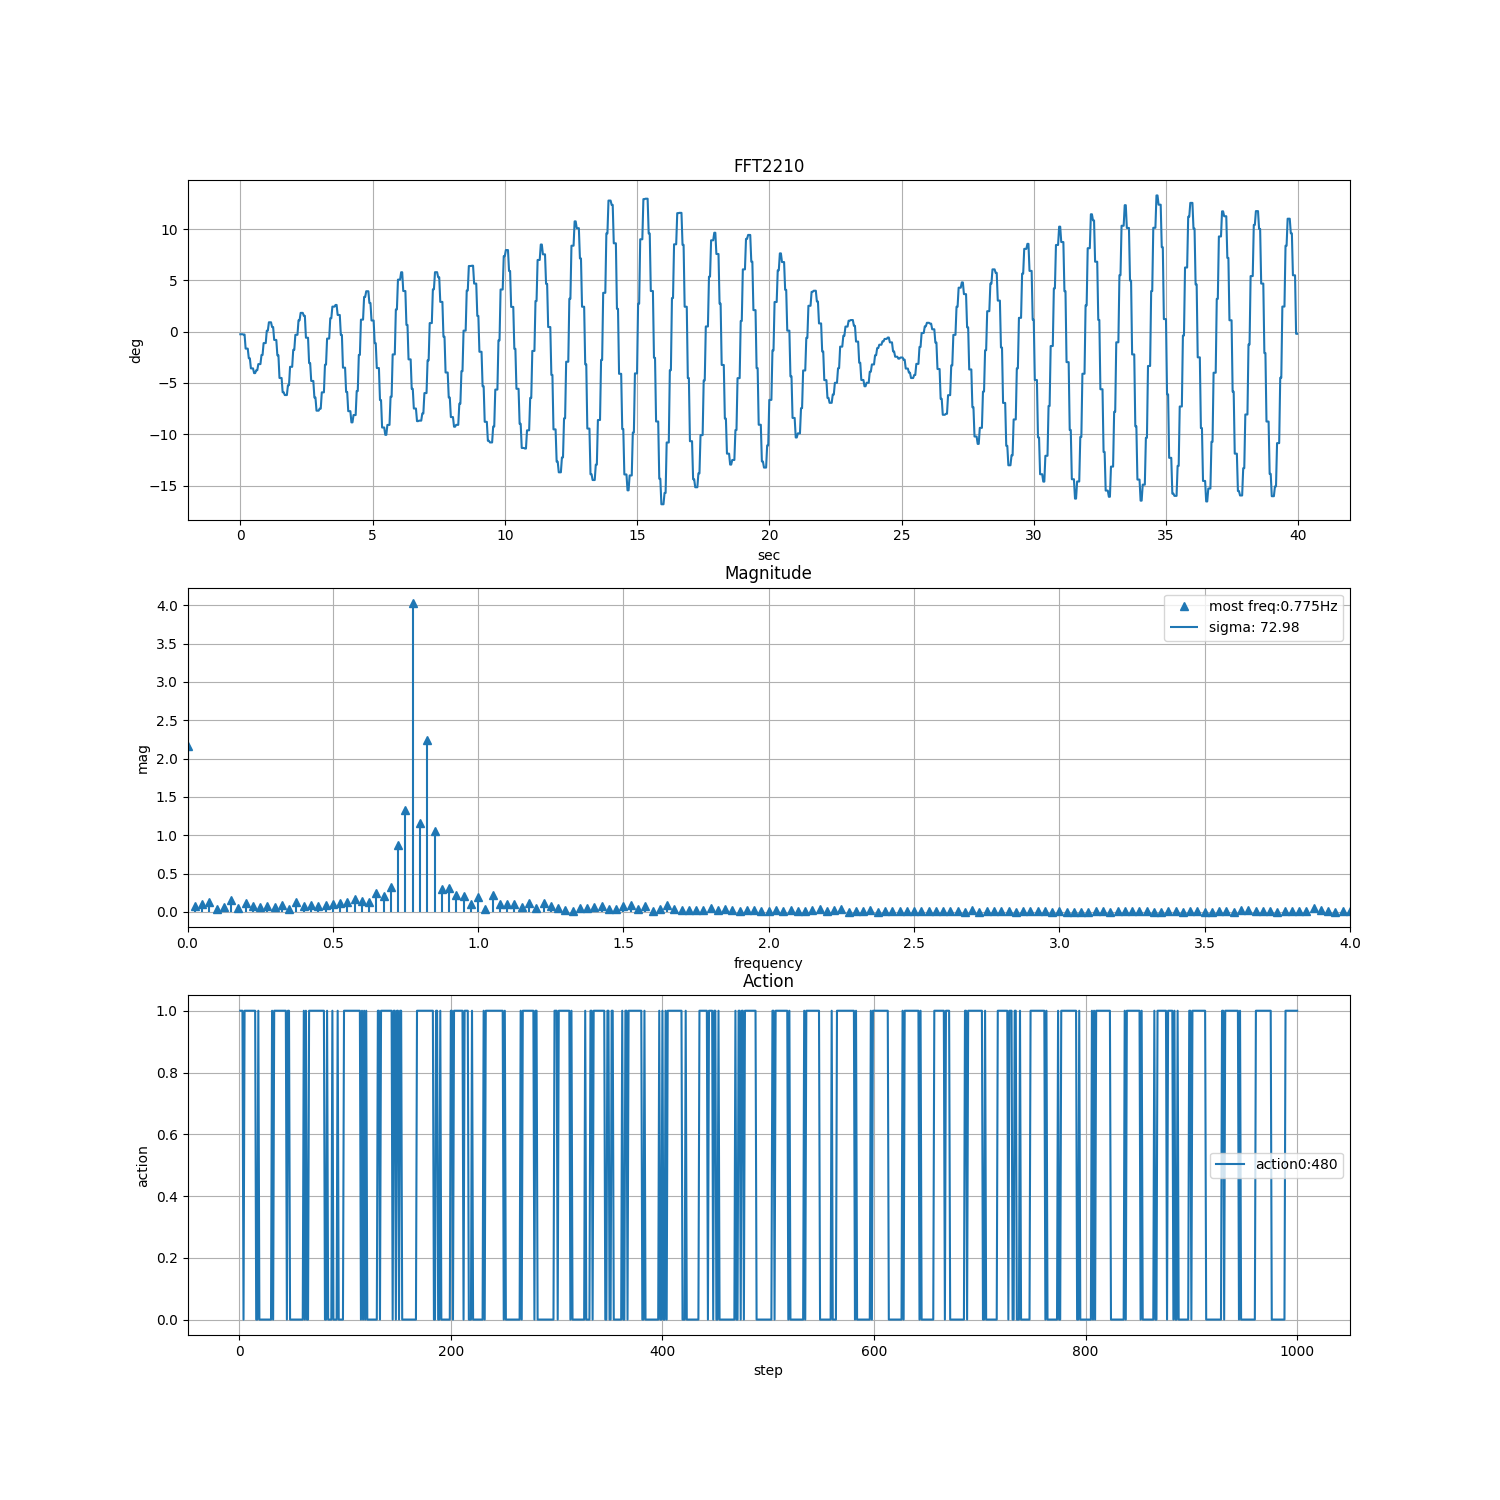 FFT2210
10
5
0
−5
−10
−15
deg
0 5 10 15 20 25 30 35 40
sec
Magnitude
4.0
3.5
3.0
2.5
2.0
1.5
1.0
0.5
0.0
mag
most freq:0.775Hz
sigma: 72.98
0.0 0.5 1.0 1.5 2.0 2.5 3.0 3.5 4.0
frequency
Action
1.0
0.8
0.6
0.4
0.2
0.0
action
action0:480
0 200 400 600 800 1000
step